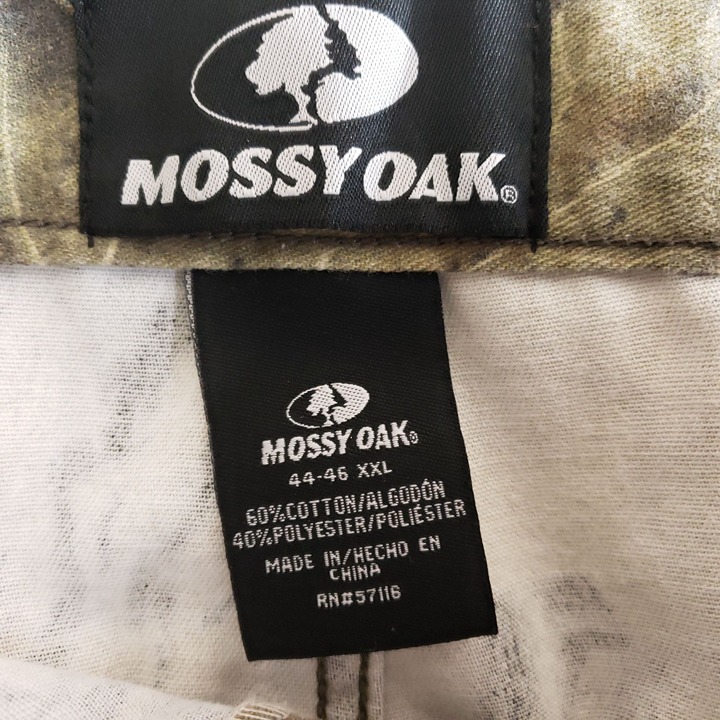 MOSSY OAK®
MOSSY OAK®
44-46 XXL
60%COTTON/ALGODÓN
40%POLYESTER/POLIÉSTER
MADE IN/HECHO EN
CHINA
RN#57116